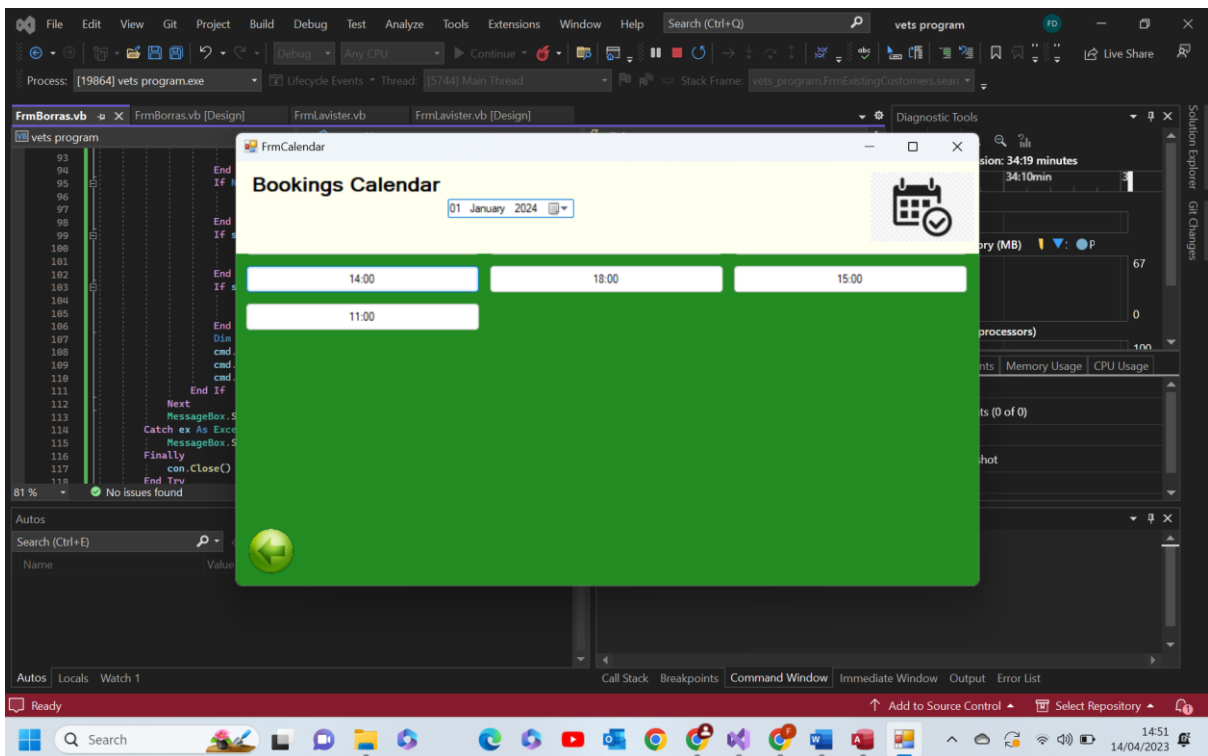 File Edit View Git Project Build Debug Test Analyze Tools Extensions Window Help Search (Ctrl+Q) vets program FD
Debug Any CPU Continue Live Share
Process: [19864] vets program.exe Lifecycle Events Thread: [5744] Main Thread Stack Frame: vets_program.FrmExistingCustomers.sear
FrmBorras.vb FrmBorras.vb [Design] FrmLavister.vb FrmLavister.vb [Design] Diagnostic Tools
vets program
FrmCalendar
Bookings Calendar
01 January 2024
14:00 18:00 15:00
11:00
93
94 End
95 If N
96
97
98 End
99 If s
100
101
102 End
103 If s
104
105
106 End
107 Dim
108 cmd.
109 cmd.
110 cmd.
111 End If
112 Next
113 MessageBox.S
114 Catch ex As Exce
115 MessageBox.S
116 Finally
117 con.Close()
118 End Try
81 % No issues found
sion: 34:19 minutes
34:10min 3
ory (MB) P
67
0
processors)
100
nts Memory Usage CPU Usage
ts (0 of 0)
shot
Solution Explorer
Git Changes
Autos
Search (Ctrl+E)
Name Value
Autos Locals Watch 1
Call Stack Breakpoints Command Window Immediate Window Output Error List
Ready Add to Source Control Select Repository
Search 14:51
14/04/2023